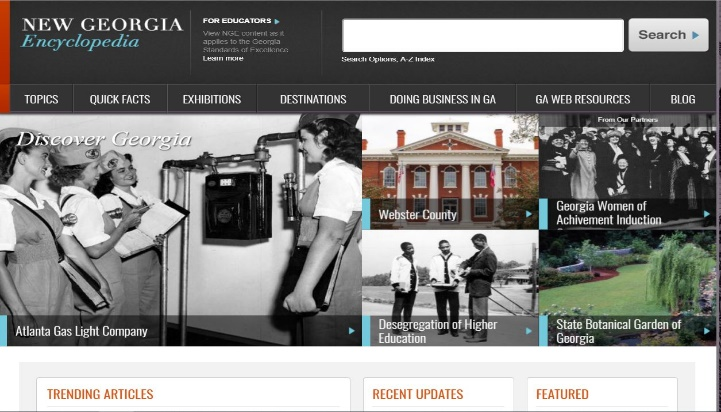 NEW GEORGIA
Encyclopedia
FOR EDUCATORS
View NGE content as it
applies to the Georgia
Standards of Excellence
Learn more
Search
Search Options, A-Z Index
TOPICS
QUICK FACTS
EXHIBITIONS
DESTINATIONS
DOING BUSINESS IN GA
GA WEB RESOURCES
BLOG
Discover Georgia
Atlanta Gas Light Company
Webster County
From Our Partners
Georgia Women of
Achivement Induction
Desegregation of Higher
Education
State Botanical Garden of
Georgia
TRENDING ARTICLES
RECENT UPDATES
FEATURED